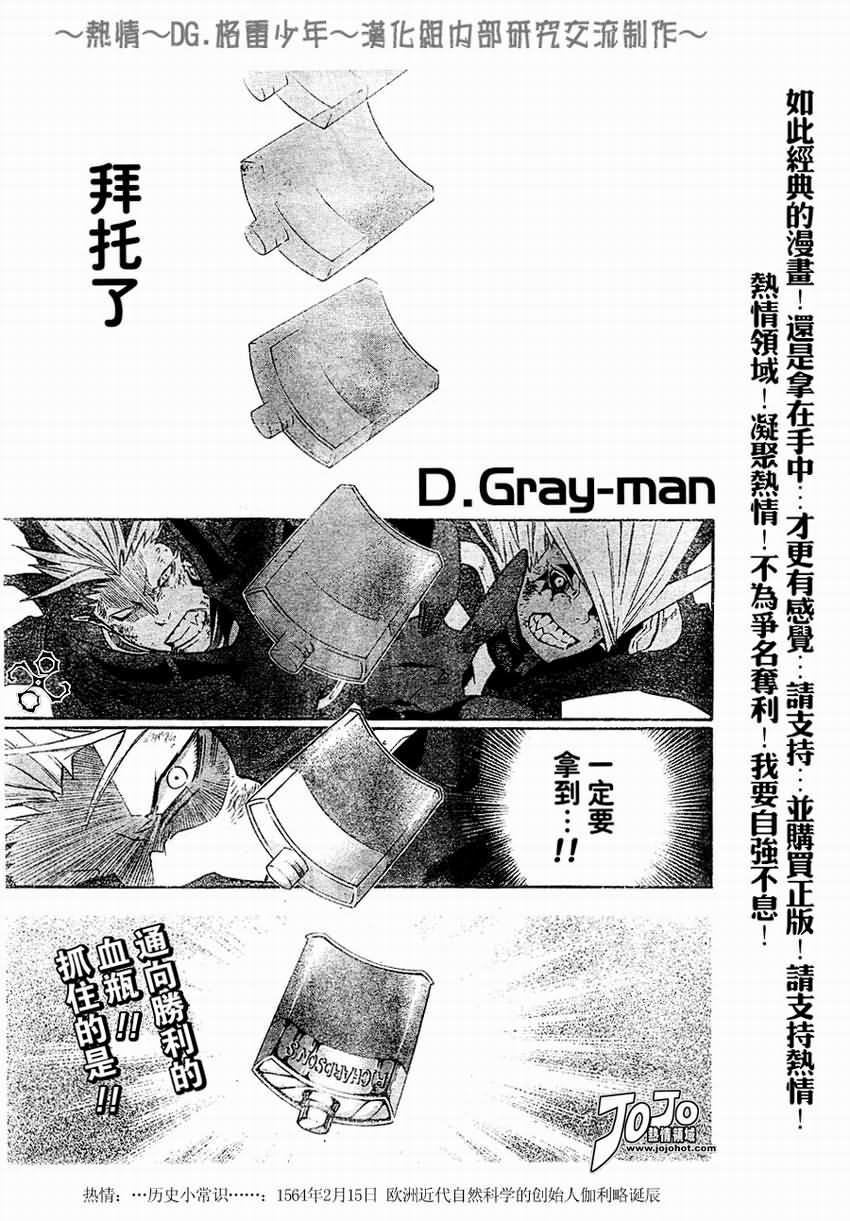 ～熱情～DG.格雷少年～漢化組内部研究交流制作～
如此經典的漫畫！還是拿在手中…才更有感覺…請支持…並購買正版！請支持熱情！
熱情領域！凝聚熱情！不為爭名奪利！我要自強不息！
拜托了
D.Gray-man
一定要
拿到…!!
通向勝利的
血瓶!!
抓住的是!!
RICHARDSON'S
JoJo
熱情領域
www.jojohot.com
热情：…历史小常识……：1564年2月15日 欧洲近代自然科学的创始人伽利略诞辰